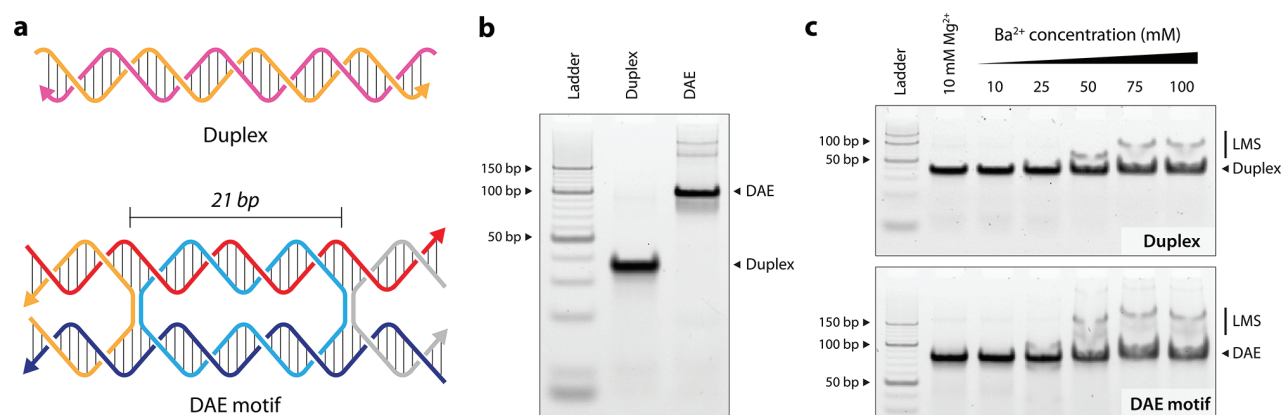 a
Duplex
21 bp
DAE motif
b
Ladder
Duplex
DAE
150 bp
100 bp
50 bp
DAE
Duplex
c
Ladder
10 mM Mg²⁺
Ba²⁺ concentration (mM)
10 25 50 75 100
100 bp
50 bp
LMS
Duplex
Duplex
150 bp
100 bp
50 bp
LMS
DAE
DAE motif